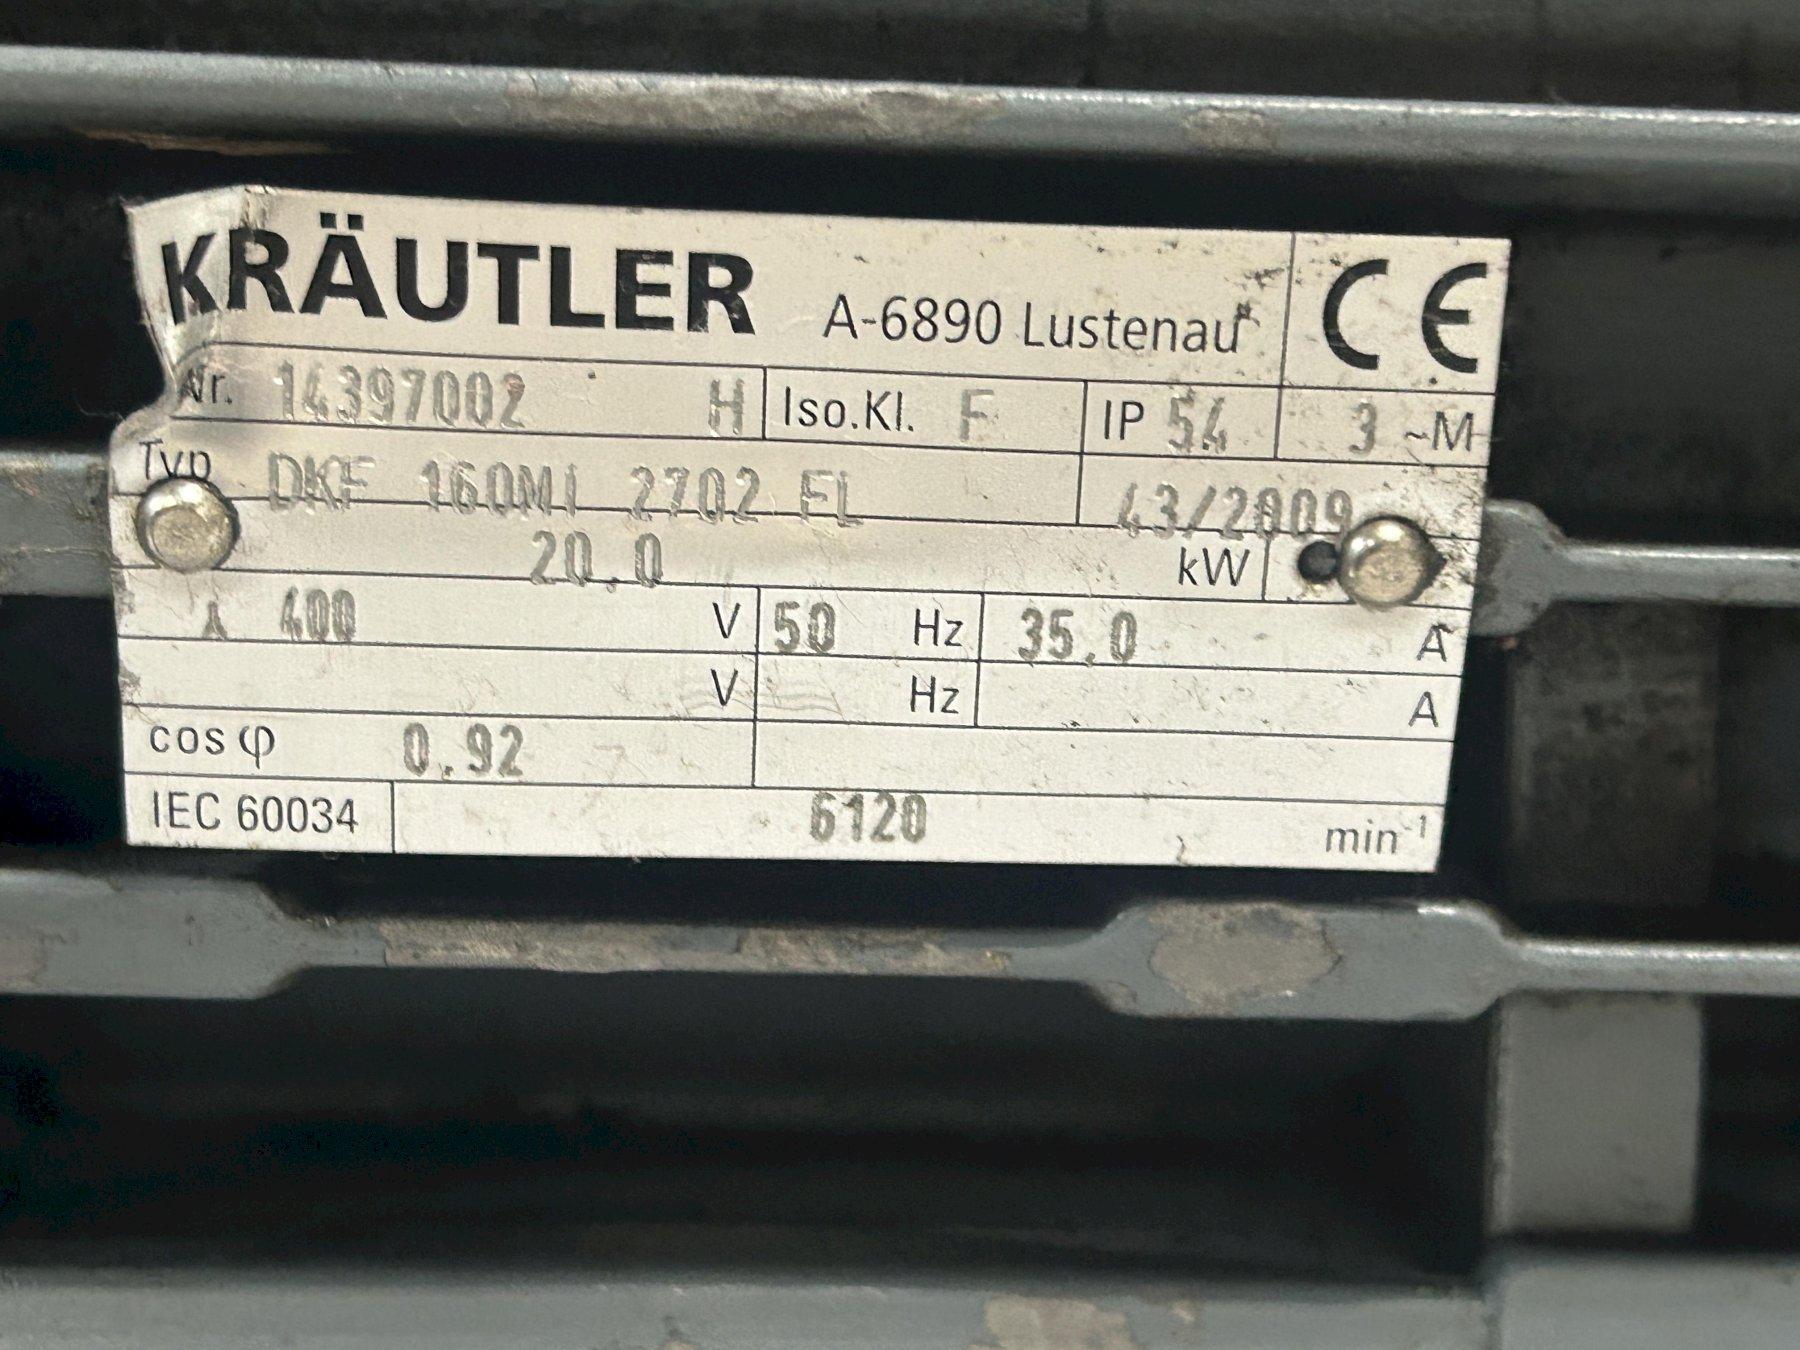 KRÄUTLER A-6890 Lustenau CE
Nr. 14397002 H Iso.Kl. F IP 54 3 ~M
Typ DKF 160MI 2702 FL 43/2009
20.0 kW
400 V 50 Hz 35.0 A
V Hz A
cos φ 0.92
IEC 60034 6120 min-1